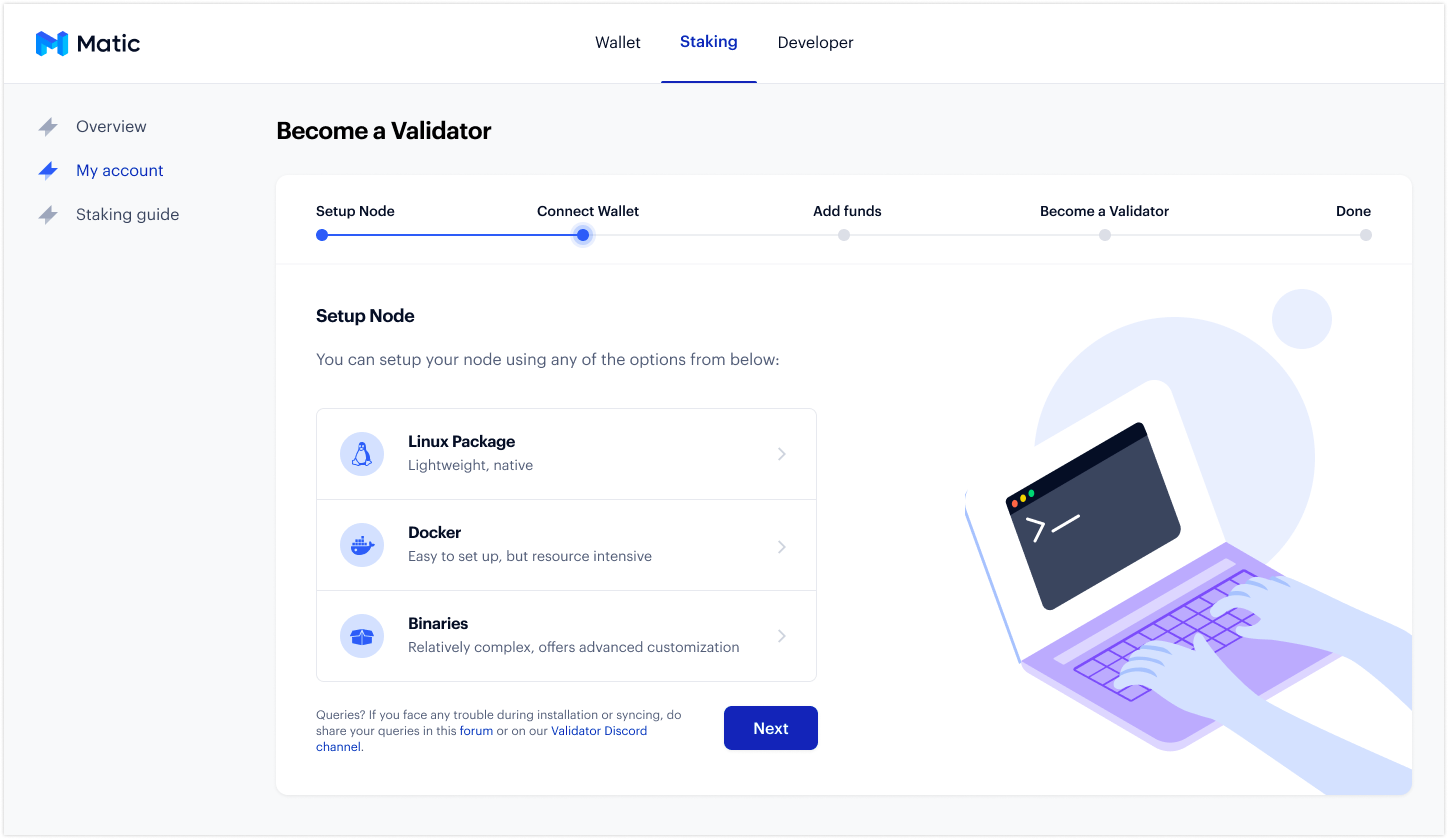 Matic
Wallet
Staking
Developer
Overview
My account
Staking guide
Become a Validator
Setup Node
Connect Wallet
Add funds
Become a Validator
Done
Setup Node
You can setup your node using any of the options from below:
Linux Package
Lightweight, native
Docker
Easy to set up, but resource intensive
Binaries
Relatively complex, offers advanced customization
Queries? If you face any trouble during installation or syncing, do
share your queries in this forum or on our Validator Discord
channel.
Next